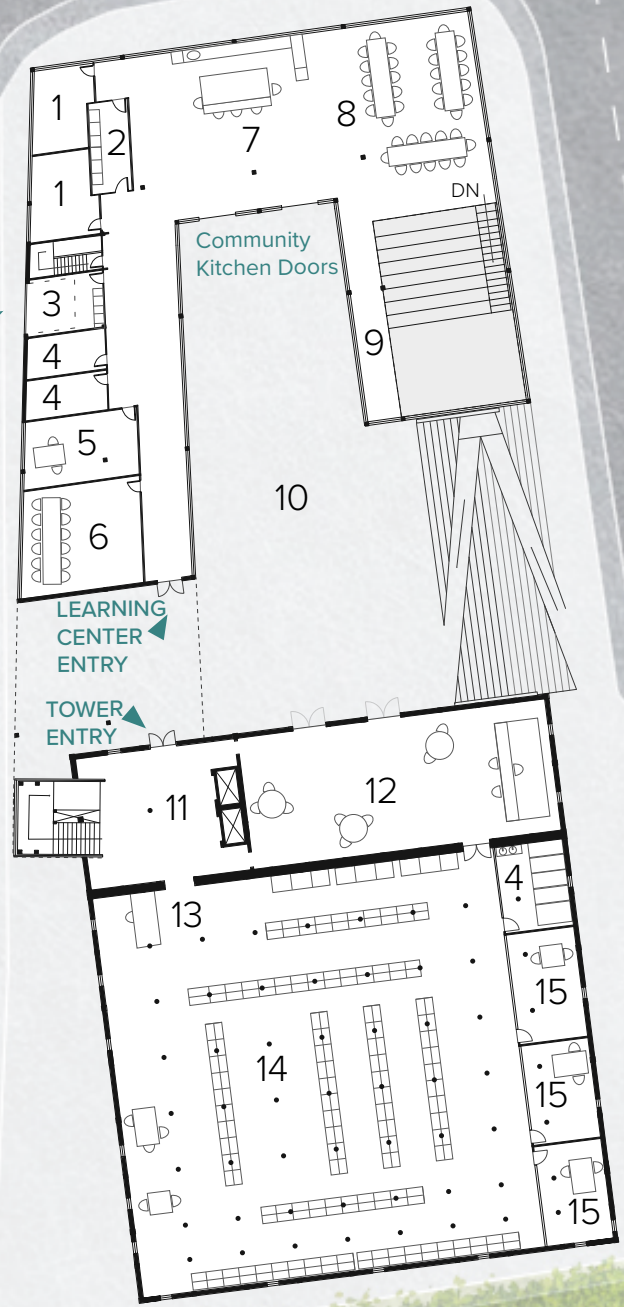 1
2
7
8
1
DN
Community
Kitchen Doors
3
9
4
4
5
10
6
LEARNING
CENTER
ENTRY
TOWER
ENTRY
11
12
4
13
15
14
15
15